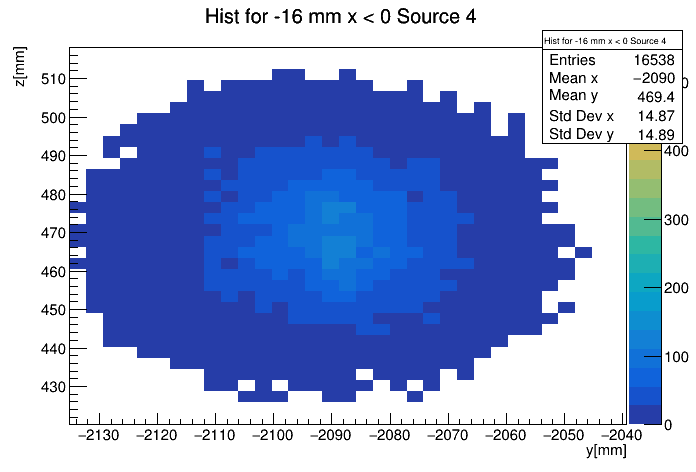 Hist for -16 mm x < 0 Source 4
Hist for -16 mm x < 0 Source 4
Entries 16538
Mean x −2090
Mean y 469.4
Std Dev x 14.87
Std Dev y 14.89
z[mm]
510
500
490
480
470
460
450
440
430
0
400
300
200
100
0
−2130 −2120 −2110 −2100 −2090 −2080 −2070 −2060 −2050 −2040
y[mm]